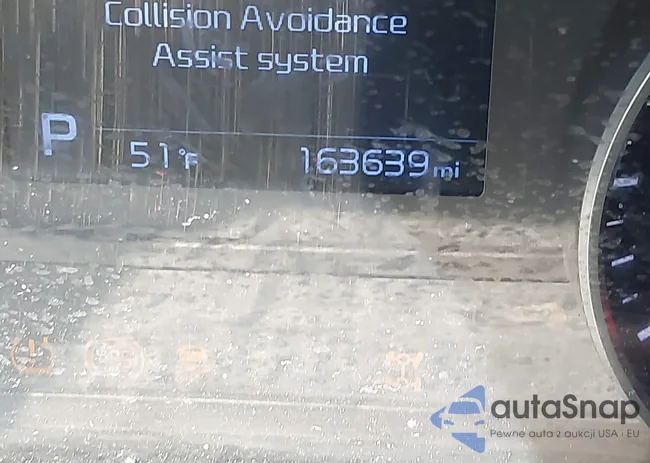 Collision Avoidance
Assist system
P
51°F 163639 mi
autaSnap
Pewne auta z aukcji USA i EU